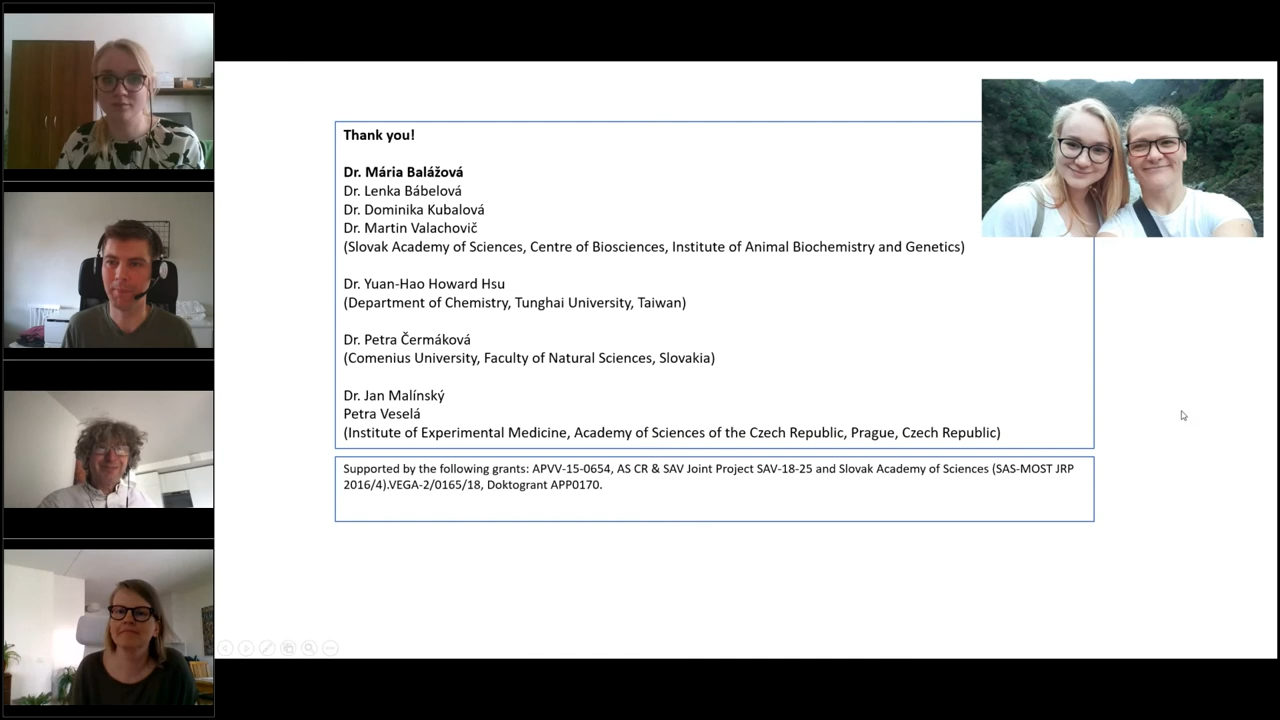 Thank you!
Dr. Mária Balážová
Dr. Lenka Bábelová
Dr. Dominika Kubalová
Dr. Martin Valachovič
(Slovak Academy of Sciences, Centre of Biosciences, Institute of Animal Biochemistry and Genetics)
Dr. Yuan-Hao Howard Hsu
(Department of Chemistry, Tunghai University, Taiwan)
Dr. Petra Čermáková
(Comenius University, Faculty of Natural Sciences, Slovakia)
Dr. Jan Malínský
Petra Veselá
(Institute of Experimental Medicine, Academy of Sciences of the Czech Republic, Prague, Czech Republic)
Supported by the following grants: APVV-15-0654, AS CR & SAV Joint Project SAV-18-25 and Slovak Academy of Sciences (SAS-MOST JRP
2016/4).VEGA-2/0165/18, Doktogrant APP0170.